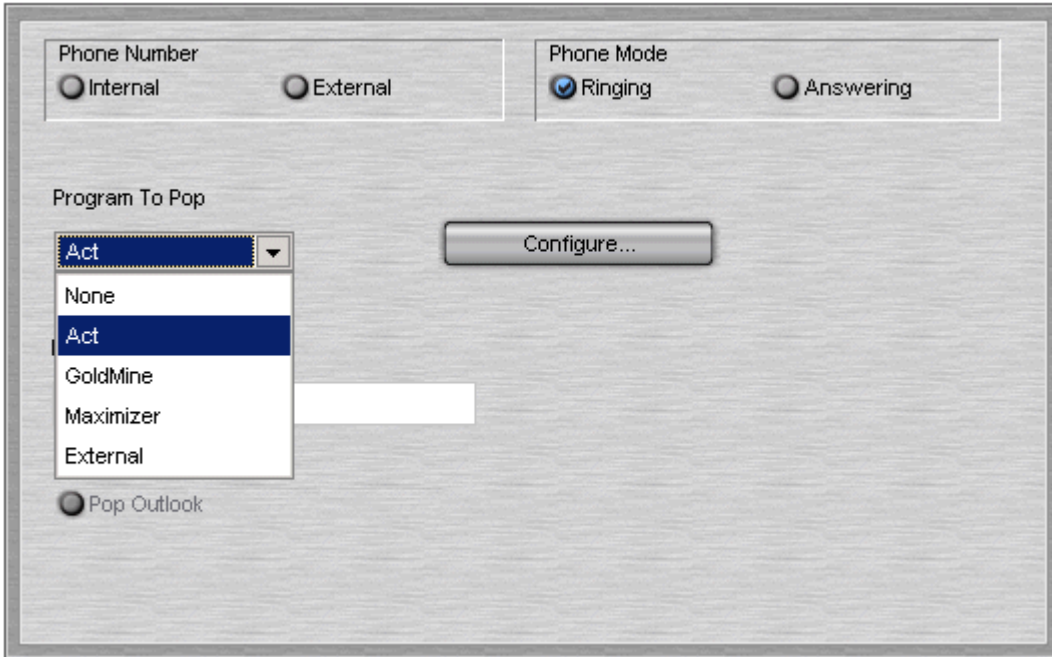 Phone Number
Internal External
Phone Mode
Ringing Answering
Program To Pop
Act
Configure...
None
Act
GoldMine
Maximizer
External
Pop Outlook